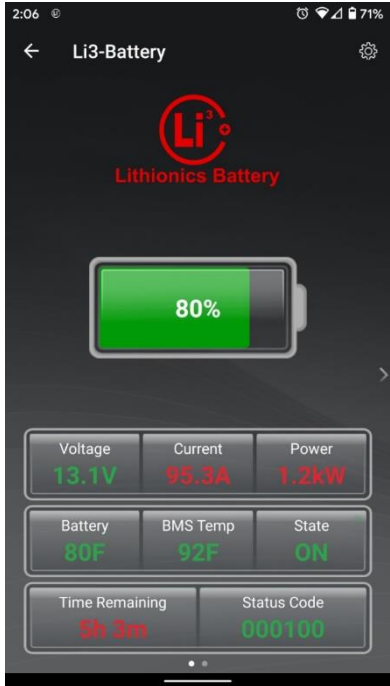 2:06 71%
Li3-Battery
Li3+
Lithionics Battery
80%
Voltage Current Power
13.1V 95.3A 1.2kW
Battery BMS Temp State
80F 92F ON
Time Remaining Status Code
5h 3m 000100